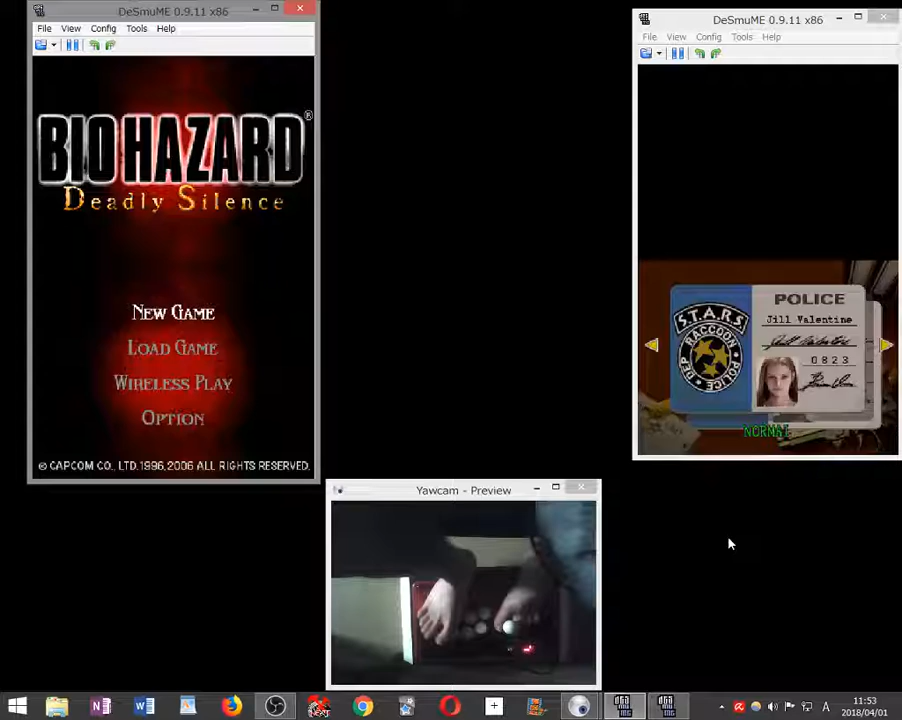 DeSmuME 0.9.11 x86
File View Config Tools Help
BIOHAZARD®
Deadly Silence
NEW GAME
LOAD GAME
WIRELESS PLAY
OPTION
© CAPCOM CO., LTD.1996,2006 ALL RIGHTS RESERVED.
DeSmuME 0.9.11 x86
File View Config Tools Help
S.T.A.R.S.
RACCOON
POLICE
DEP
POLICE
Jill Valentine
0823
NORMAL
Yawcam - Preview
A
11:53
2018/04/01